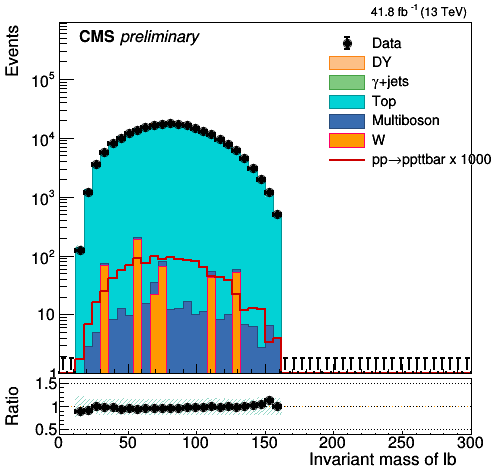 41.8 fb⁻¹ (13 TeV)
CMS preliminary
Events
10⁵
10⁴
10³
10²
10
1
Data
DY
γ+jets
Top
Multiboson
W
pp→ppttbar x 1000
Ratio
1.5
1
0.5
0 50 100 150 200 250 300
Invariant mass of lb